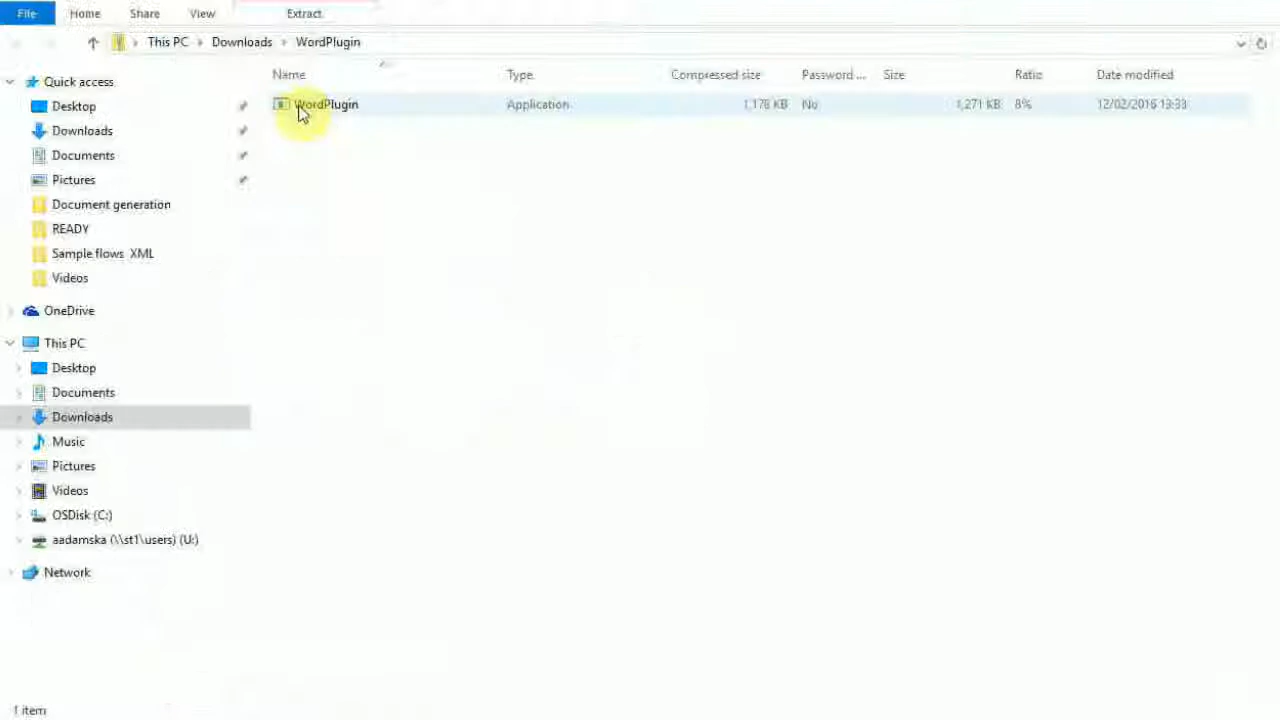 File Home Share View Extract
This PC Downloads WordPlugin
Name Type Compressed size Password ... Size Ratio Date modified
WordPlugin Application 1,178 KB No 1,271 KB 8% 12/02/2016 13:33
Quick access
Desktop
Downloads
Documents
Pictures
Document generation
READY
Sample flows XML
Videos
OneDrive
This PC
Desktop
Documents
Downloads
Music
Pictures
Videos
OSDisk (C:)
aadamska (\\st1\users) (U:)
Network
1 item